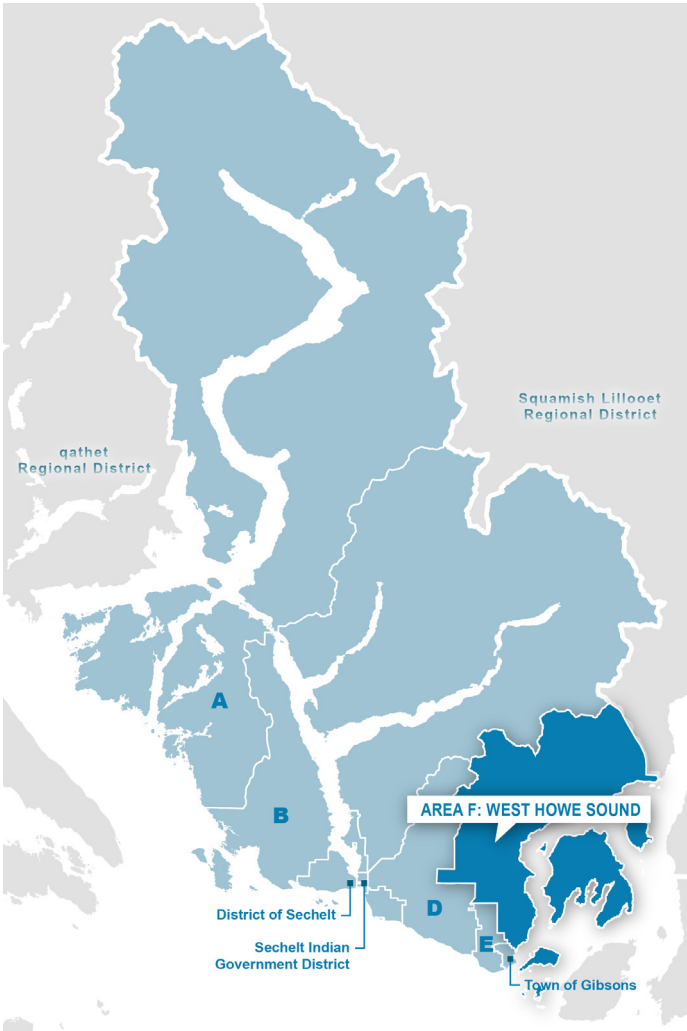 Squamish Lillooet
Regional District
qathet
Regional District
A
AREA F: WEST HOWE SOUND
B
D
District of Sechelt
E
Sechelt Indian
Government District
Town of Gibsons